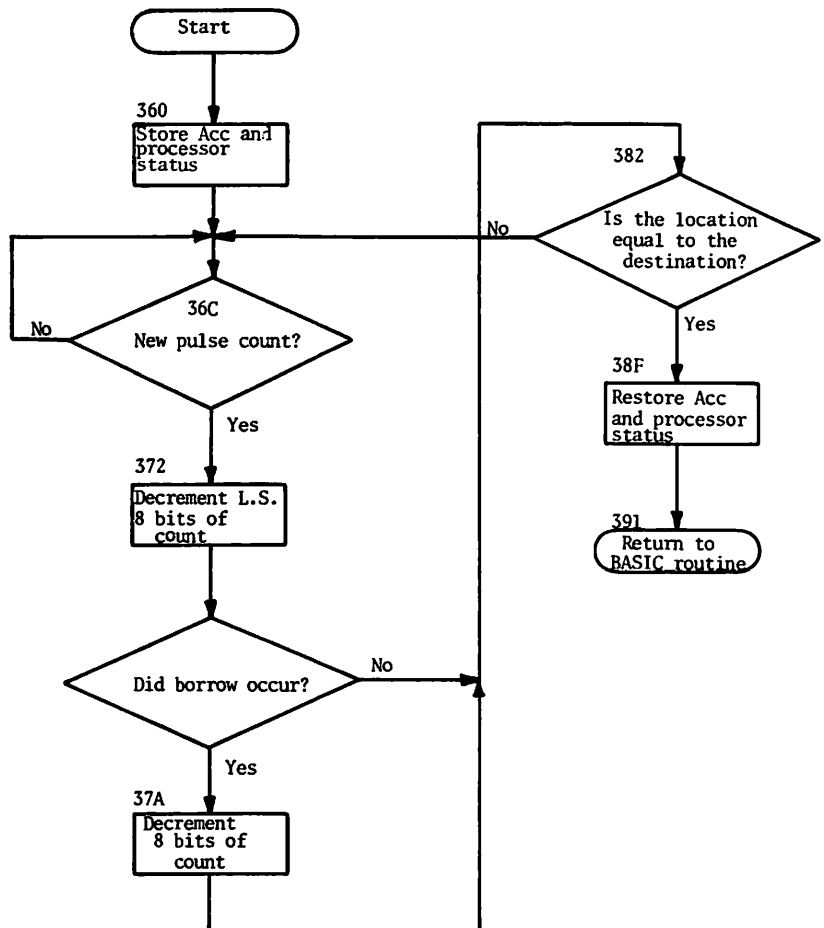 Start
360
Store Acc and
processor
status
36C
New pulse count?
No
Yes
372
Decrement L.S.
8 bits of
count
Did borrow occur?
No
Yes
37A
Decrement
8 bits of
count
382
Is the location
equal to the
destination?
No
Yes
38F
Restore Acc
and processor
status
391
Return to
BASIC routine